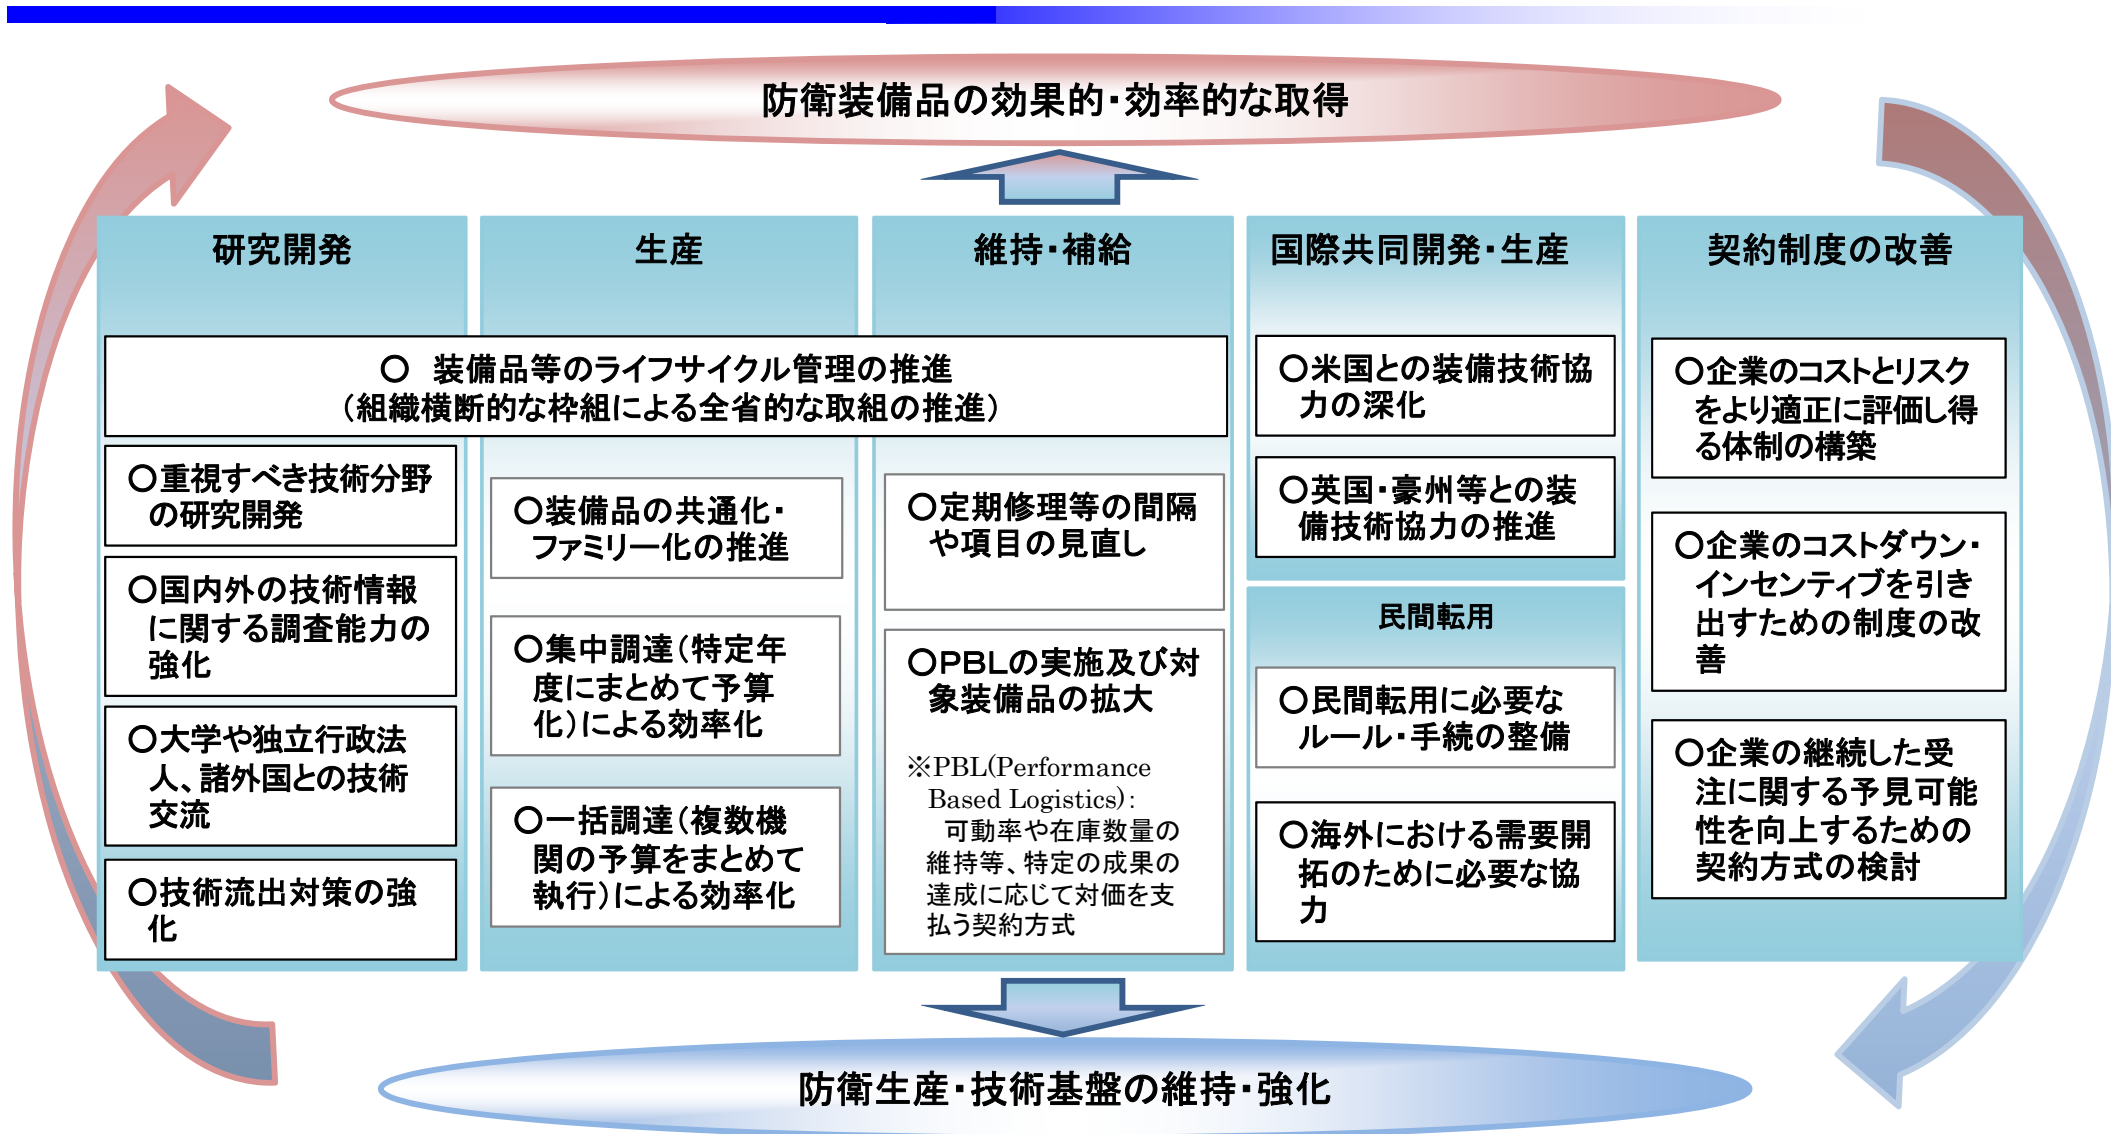 防衛装備品の効果的・効率的な取得
研究開発
生産
維持・補給
国際共同開発・生産
契約制度の改善
○ 装備品等のライフサイクル管理の推進
（組織横断的な枠組による全省的な取組の推進）
○重視すべき技術分野
の研究開発
○国内外の技術情報
に関する調査能力の
強化
○大学や独立行政法
人、諸外国との技術
交流
○技術流出対策の強
化
○装備品の共通化・
ファミリー化の推進
○集中調達（特定年
度にまとめて予算
化）による効率化
○一括調達（複数機
関の予算をまとめて
執行）による効率化
○定期修理等の間隔
や項目の見直し
○ＰＢＬの実施及び対
象装備品の拡大
※PBL(Performance
Based Logistics)：
可動率や在庫数量の
維持等、特定の成果の
達成に応じて対価を支
払う契約方式
○米国との装備技術協
力の深化
○英国・豪州等との装
備技術協力の推進
民間転用
○民間転用に必要な
ルール・手続の整備
○海外における需要開
拓のために必要な協
力
○企業のコストとリスク
をより適正に評価し得
る体制の構築
○企業のコストダウン・
インセンティブを引き
出すための制度の改
善
○企業の継続した受
注に関する予見可能
性を向上するための
契約方式の検討
防衛生産・技術基盤の維持・強化